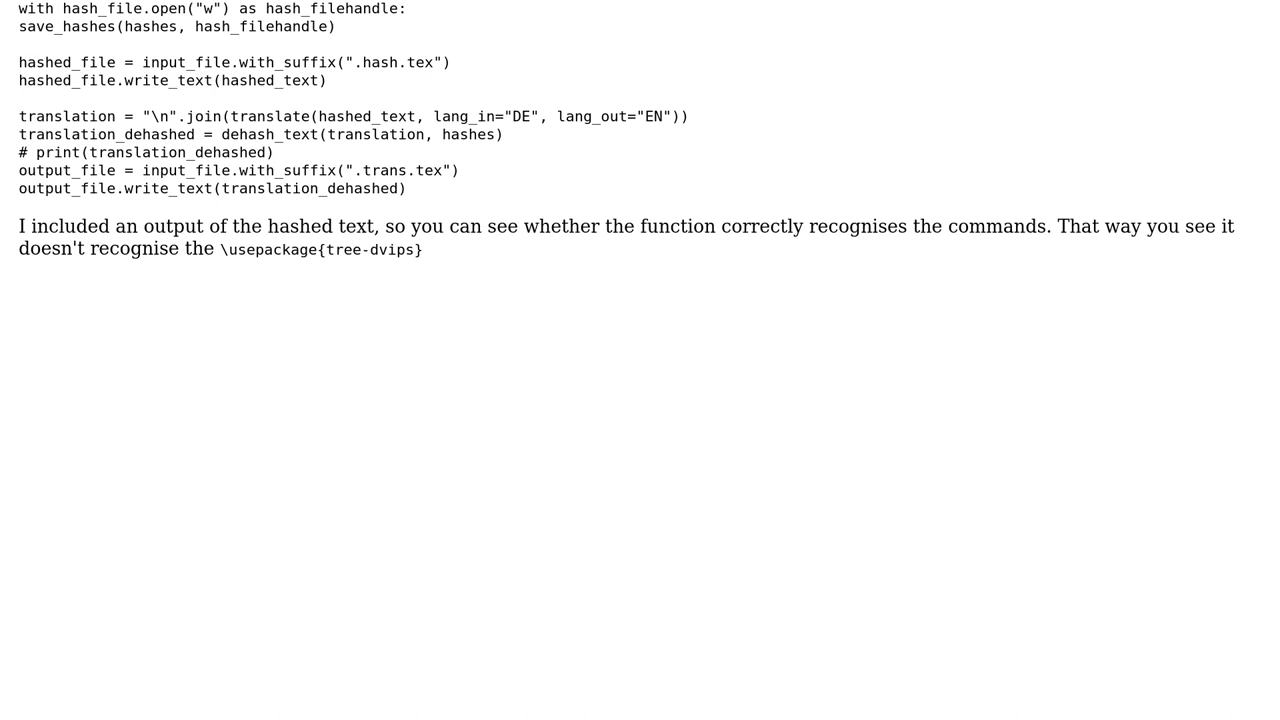 with hash_file.open("w") as hash_filehandle:
save_hashes(hashes, hash_filehandle)
hashed_file = input_file.with_suffix(".hash.tex")
hashed_file.write_text(hashed_text)
translation = "\n".join(translate(hashed_text, lang_in="DE", lang_out="EN"))
translation_dehashed = dehash_text(translation, hashes)
# print(translation_dehashed)
output_file = input_file.with_suffix(".trans.tex")
output_file.write_text(translation_dehashed)
I included an output of the hashed text, so you can see whether the function correctly recognises the commands. That way you see it
doesn't recognise the \usepackage{tree-dvips}